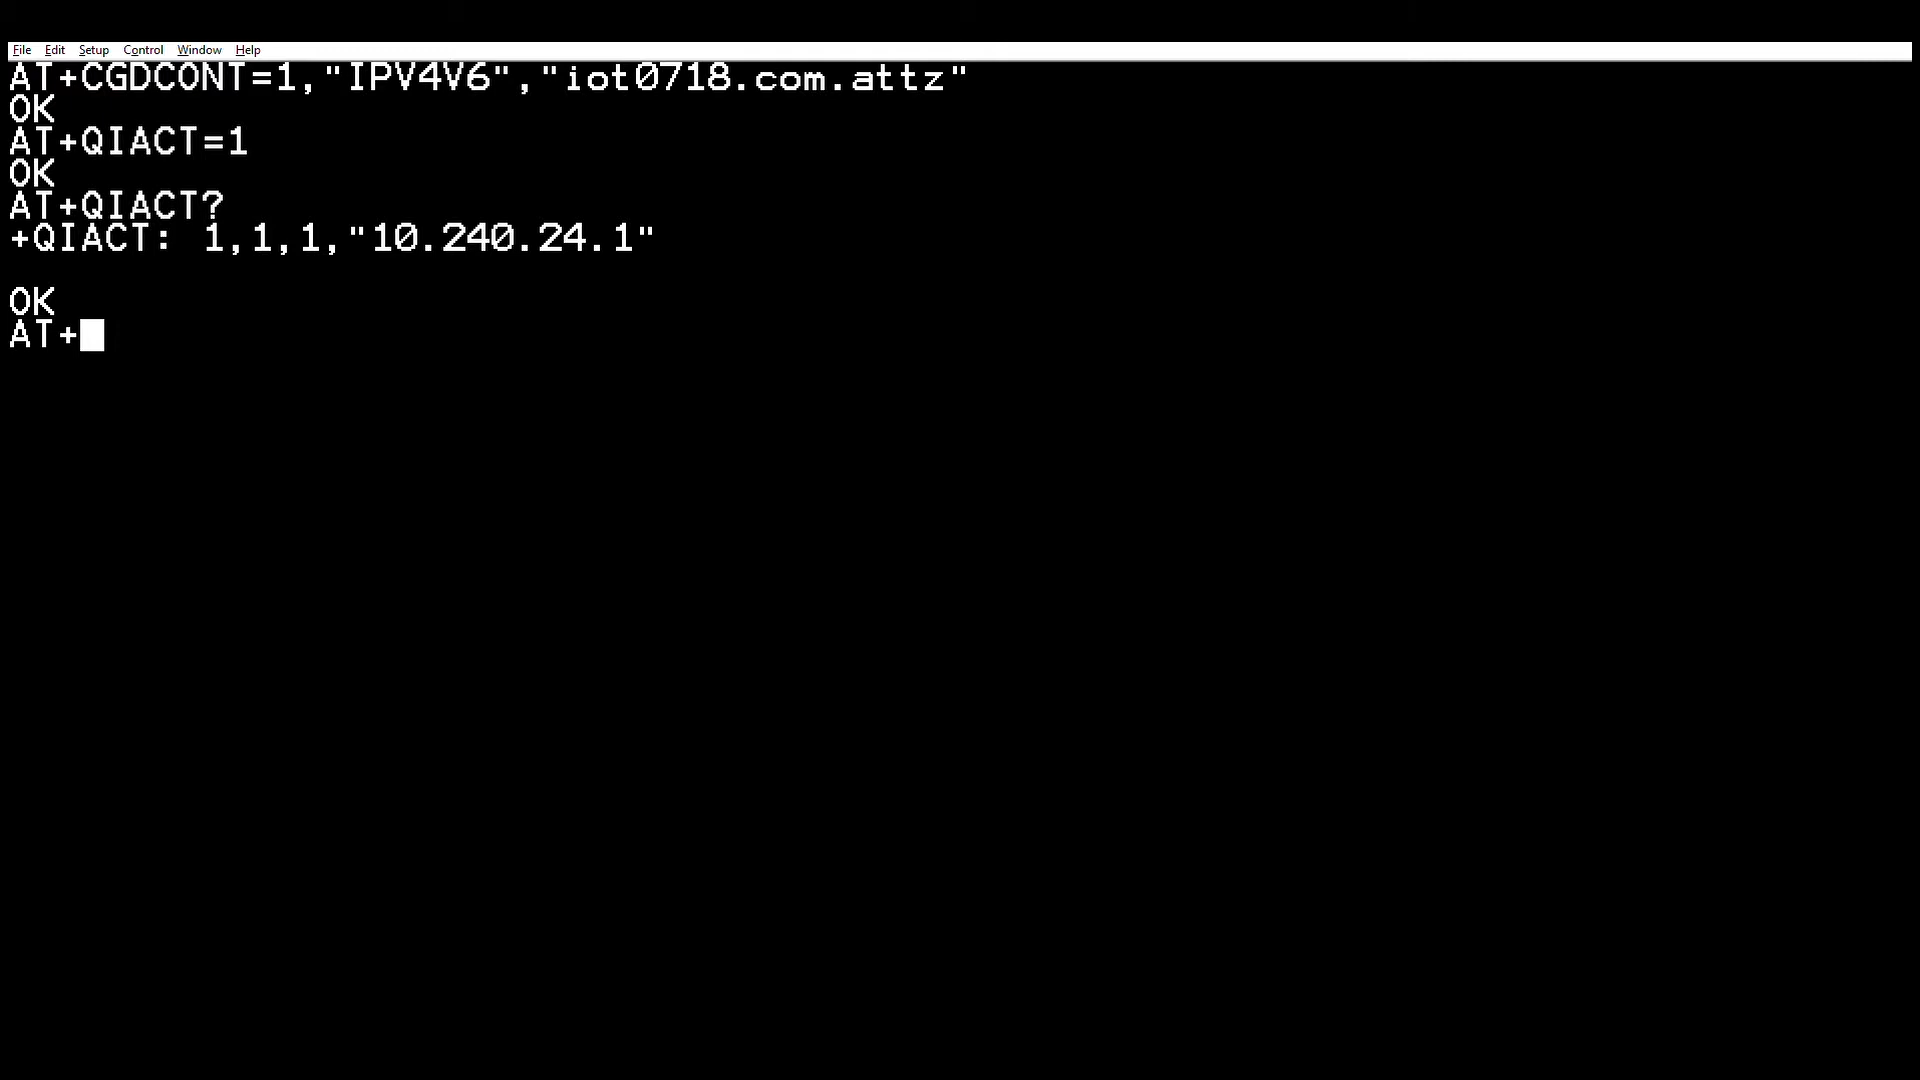 File Edit Setup Control Window Help
AT+CGDCONT=1,"IPV4V6","iot0718.com.attz"
OK
AT+QIACT=1
OK
AT+QIACT?
+QIACT: 1,1,1,"10.240.24.1"
OK
AT+